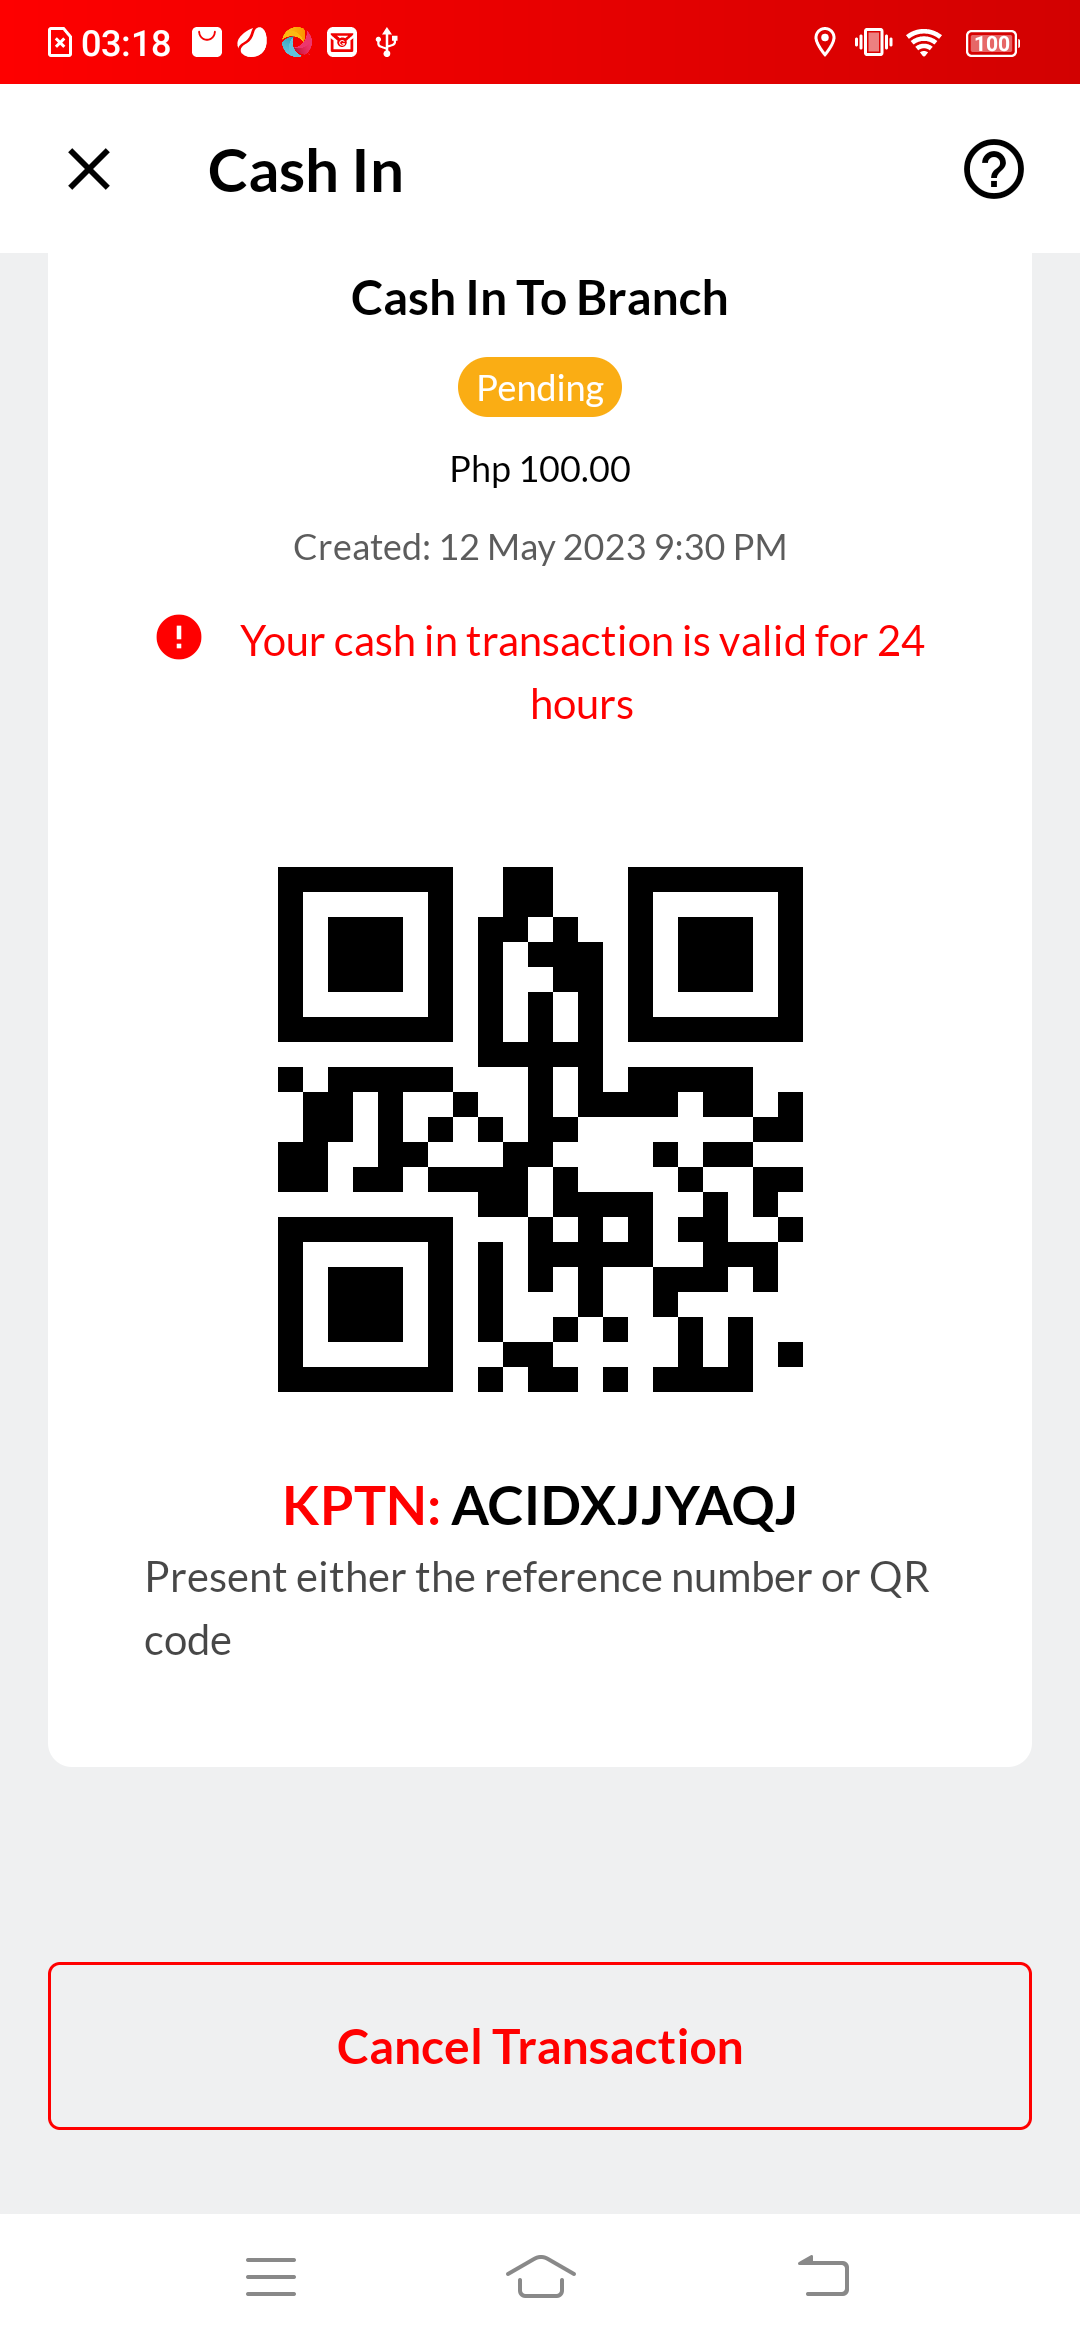 03:18
100
Cash In
Cash In To Branch
Pending
Php 100.00
Created: 12 May 2023 9:30 PM
Your cash in transaction is valid for 24
hours
KPTN: ACIDXJJYAQJ
Present either the reference number or QR
code
Cancel Transaction